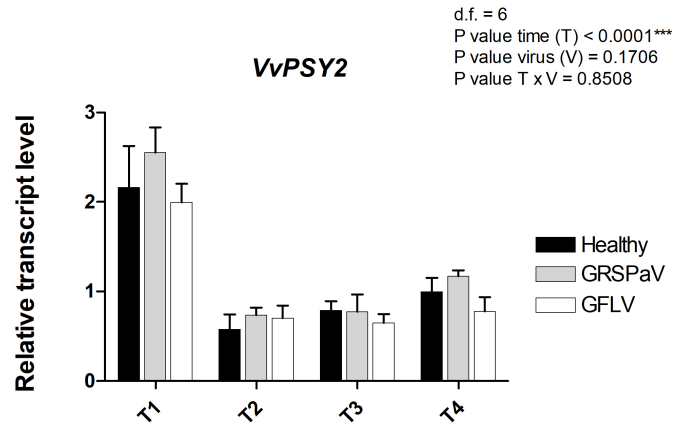 d.f. = 6
P value time (T) < 0.0001***
P value virus (V) = 0.1706
P value T x V = 0.8508
VvPSY2
Relative transcript level
3
2
1
0
T1
T2
T3
T4
Healthy
GRSPaV
GFLV